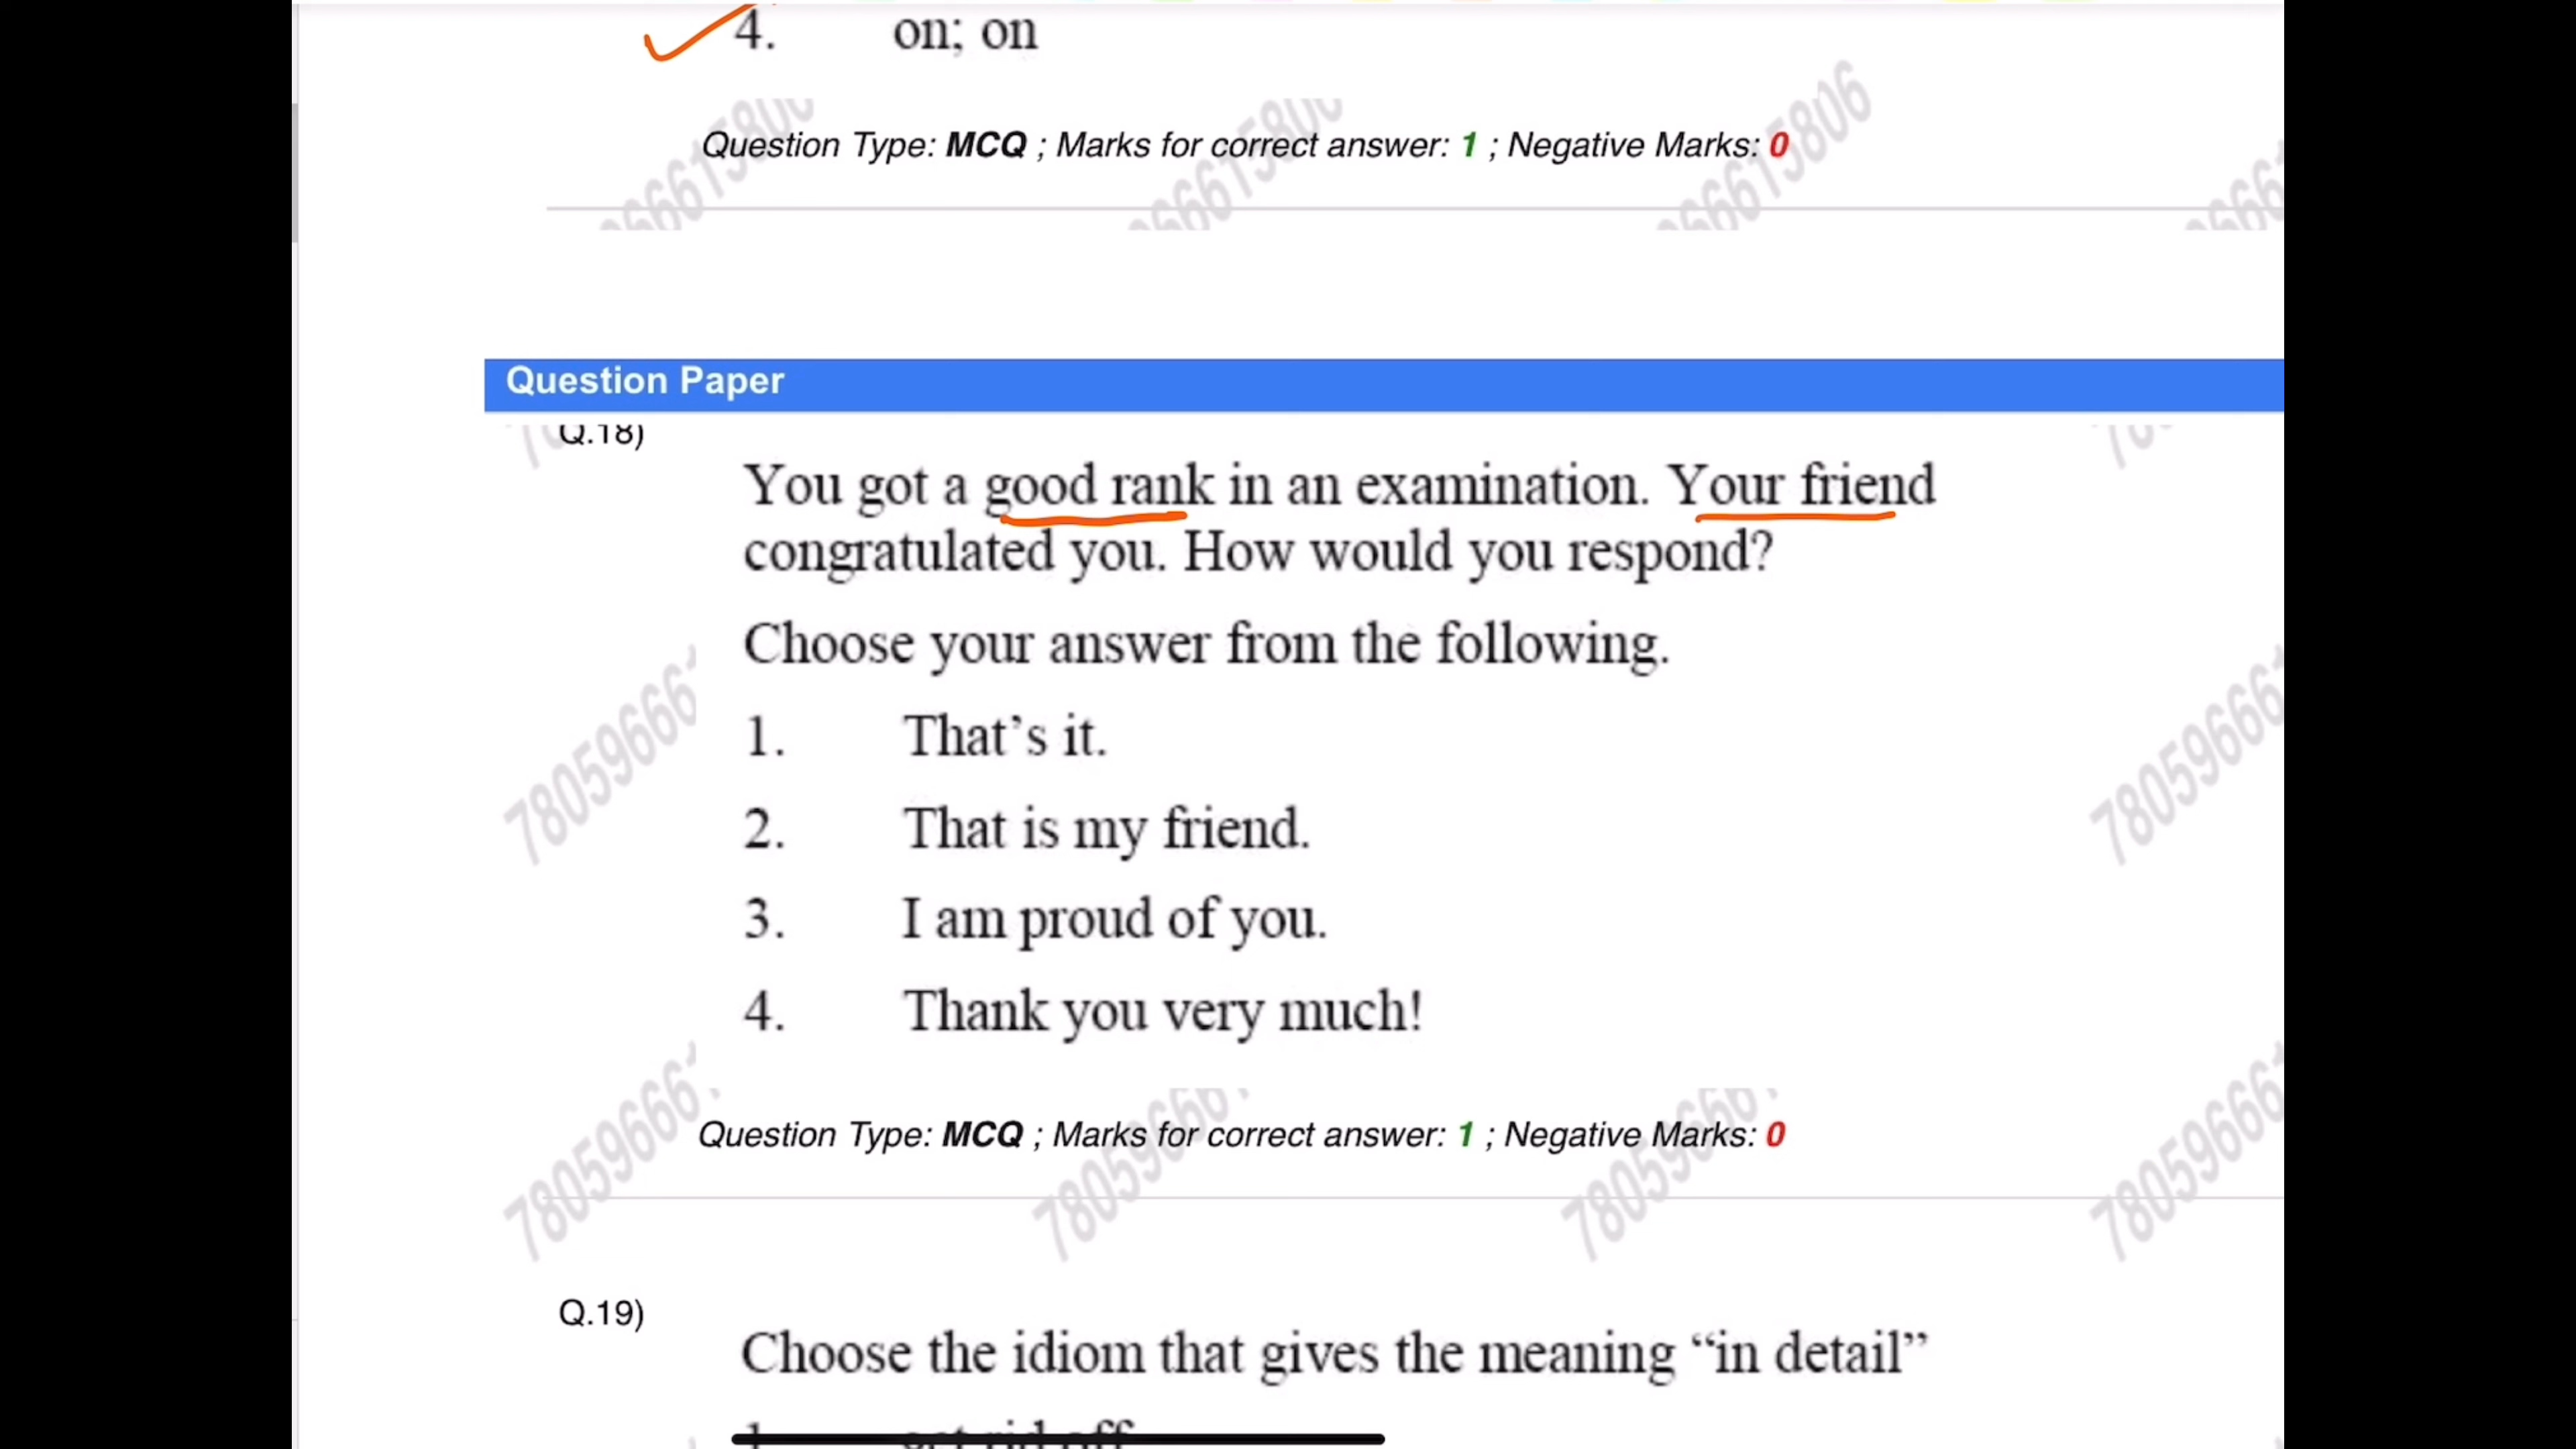 4. on; on
Question Type: MCQ ; Marks for correct answer: 1 ; Negative Marks: 0
Question Paper
Q.18)
You got a good rank in an examination. Your friend
congratulated you. How would you respond?
Choose your answer from the following.
1. That's it.
2. That is my friend.
3. I am proud of you.
4. Thank you very much!
Question Type: MCQ ; Marks for correct answer: 1 ; Negative Marks: 0
Q.19)
Choose the idiom that gives the meaning “in detail”